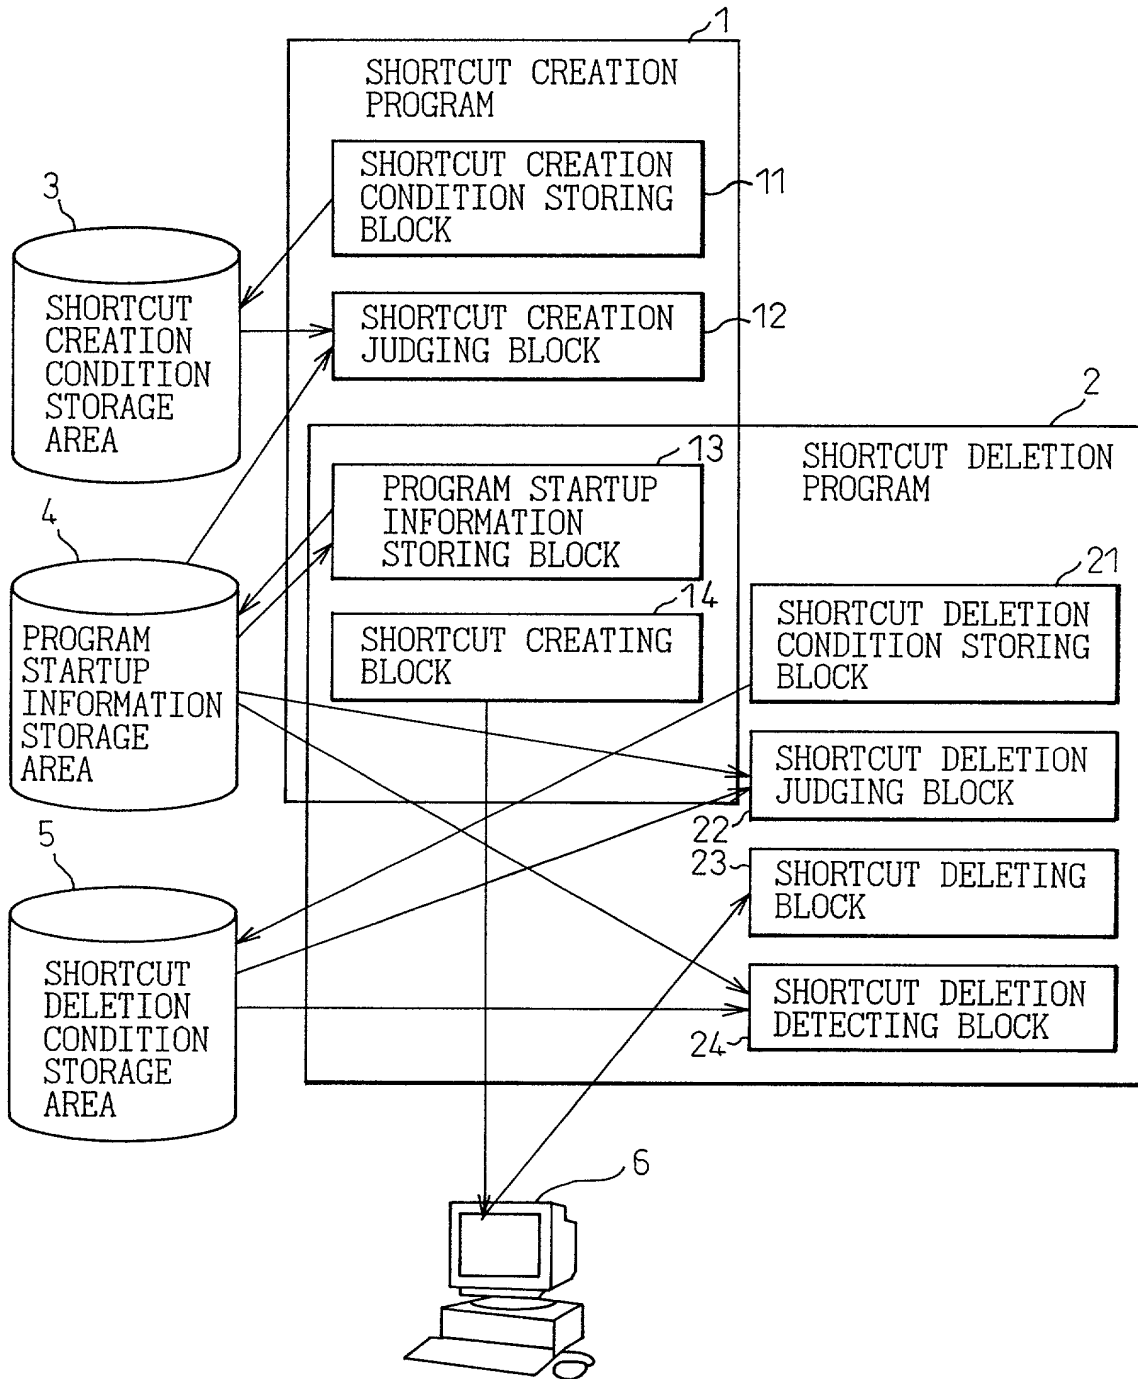 1
SHORTCUT CREATION
PROGRAM
SHORTCUT CREATION
CONDITION STORING
BLOCK
11
3
SHORTCUT
CREATION
CONDITION
STORAGE
AREA
SHORTCUT CREATION
JUDGING BLOCK
12
2
SHORTCUT DELETION
PROGRAM
13
PROGRAM STARTUP
INFORMATION
STORING BLOCK
4
PROGRAM
STARTUP
INFORMATION
STORAGE
AREA
14
SHORTCUT CREATING
BLOCK
21
SHORTCUT DELETION
CONDITION STORING
BLOCK
SHORTCUT DELETION
JUDGING BLOCK
22
23
SHORTCUT DELETING
BLOCK
5
SHORTCUT
DELETION
CONDITION
STORAGE
AREA
SHORTCUT DELETION
DETECTING BLOCK
24
6